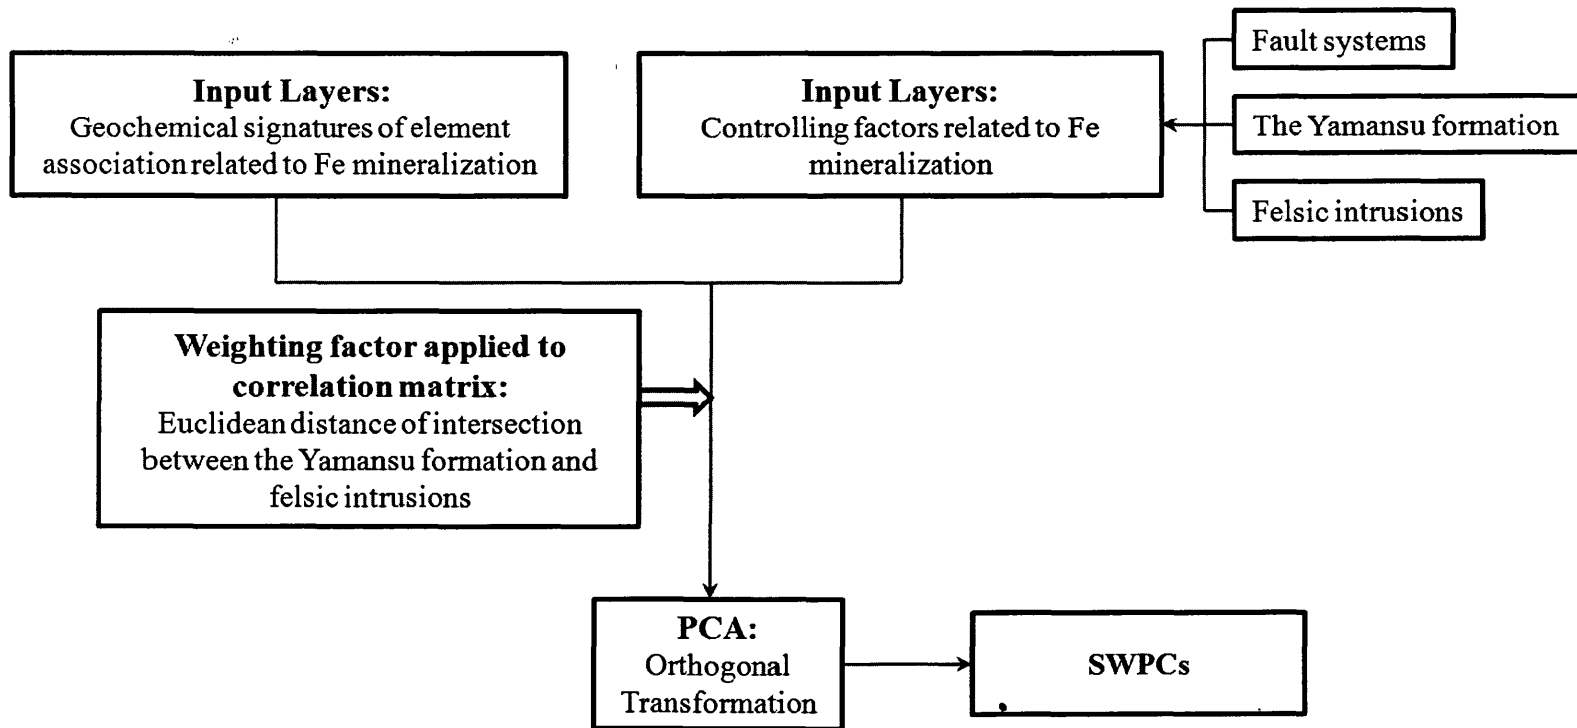 Input Layers:
Geochemical signatures of element
association related to Fe mineralization
Input Layers:
Controlling factors related to Fe
mineralization
Fault systems
The Yamansu formation
Felsic intrusions
Weighting factor applied to
correlation matrix:
Euclidean distance of intersection
between the Yamansu formation and
felsic intrusions
PCA:
Orthogonal
Transformation
SWPCs